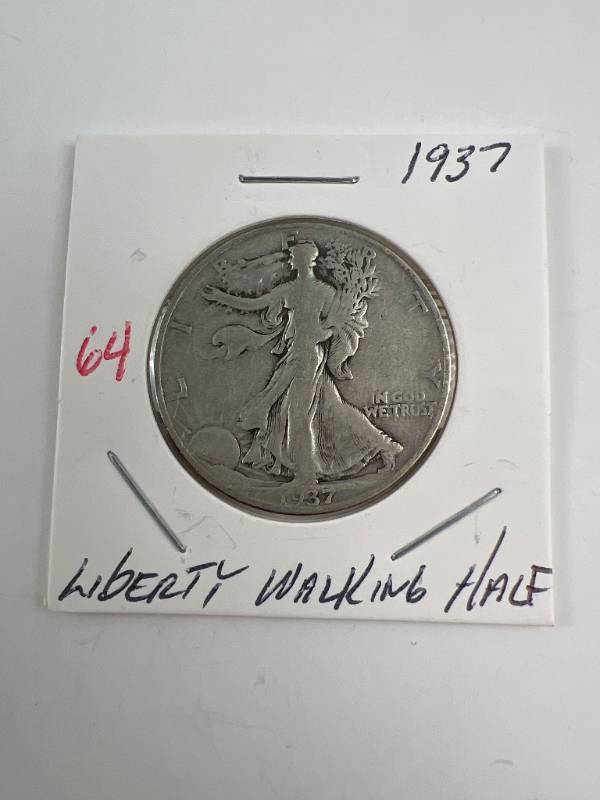 1937
LIBERTY
IN GOD
WE TRUST
1937
64
LIBERTY WALKING HALF